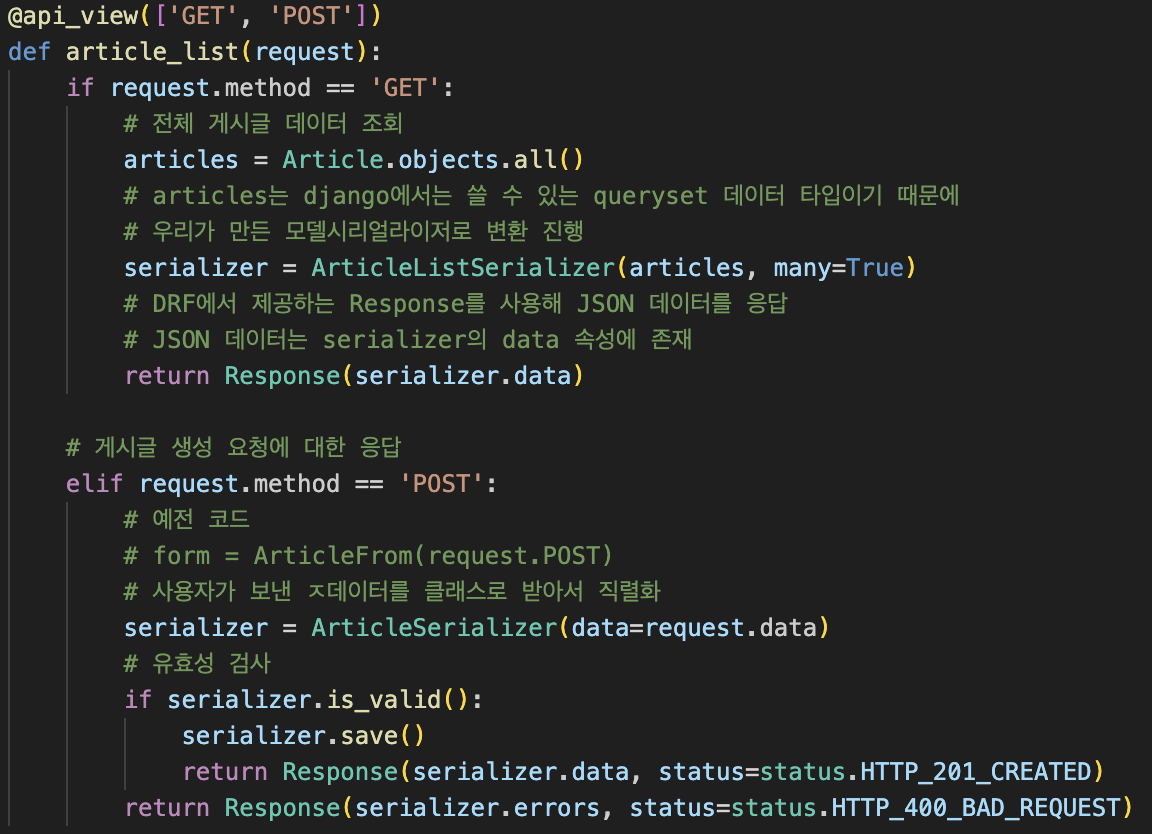 @api_view(['GET', 'POST'])
def article_list(request):
    if request.method == 'GET':
        # 전체 게시글 데이터 조회
        articles = Article.objects.all()
        # articles는 django에서는 쓸 수 있는 queryset 데이터 타입이기 때문에
        # 우리가 만든 모델시리얼라이저로 변환 진행
        serializer = ArticleListSerializer(articles, many=True)
        # DRF에서 제공하는 Response를 사용해 JSON 데이터를 응답
        # JSON 데이터는 serializer의 data 속성에 존재
        return Response(serializer.data)

    # 게시글 생성 요청에 대한 응답
    elif request.method == 'POST':
        # 예전 코드
        # form = ArticleFrom(request.POST)
        # 사용자가 보낸 ㅈ데이터를 클래스로 받아서 직렬화
        serializer = ArticleSerializer(data=request.data)
        # 유효성 검사
        if serializer.is_valid():
            serializer.save()
            return Response(serializer.data, status=status.HTTP_201_CREATED)
        return Response(serializer.errors, status=status.HTTP_400_BAD_REQUEST)